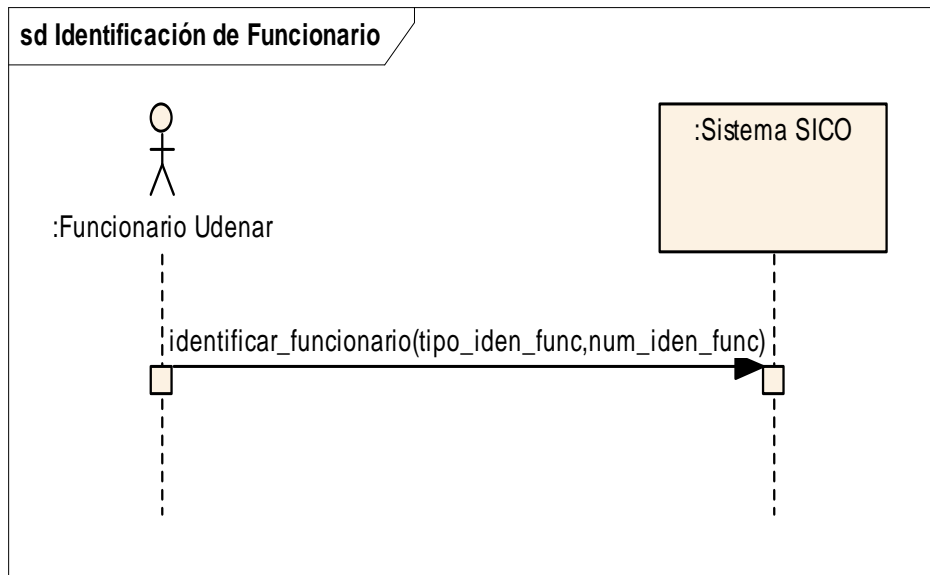 sd Identificación de Funcionario
:Sistema SICO
:Funcionario Udenar
identificar_funcionario(tipo_iden_func,num_iden_func)